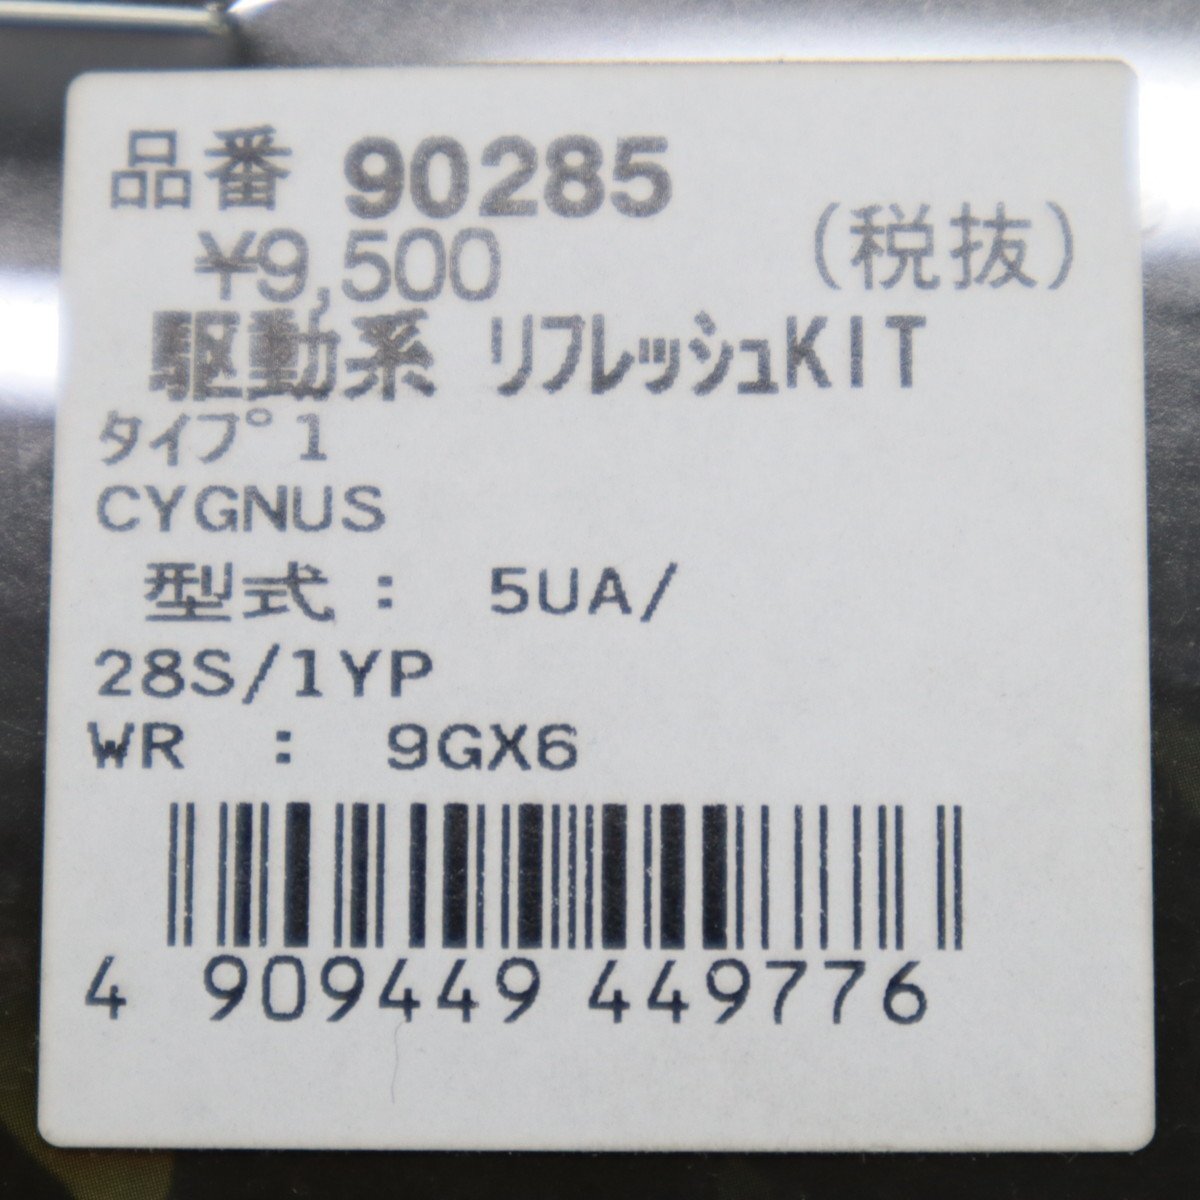 品番 90285
¥9,500 (税抜)
駆動系 ﾘﾌﾚｯｼｭKIT
ﾀｲﾌﾟ1
CYGNUS
型式: 5UA/
28S/1YP
WR : 9GX6
4 909449 449776